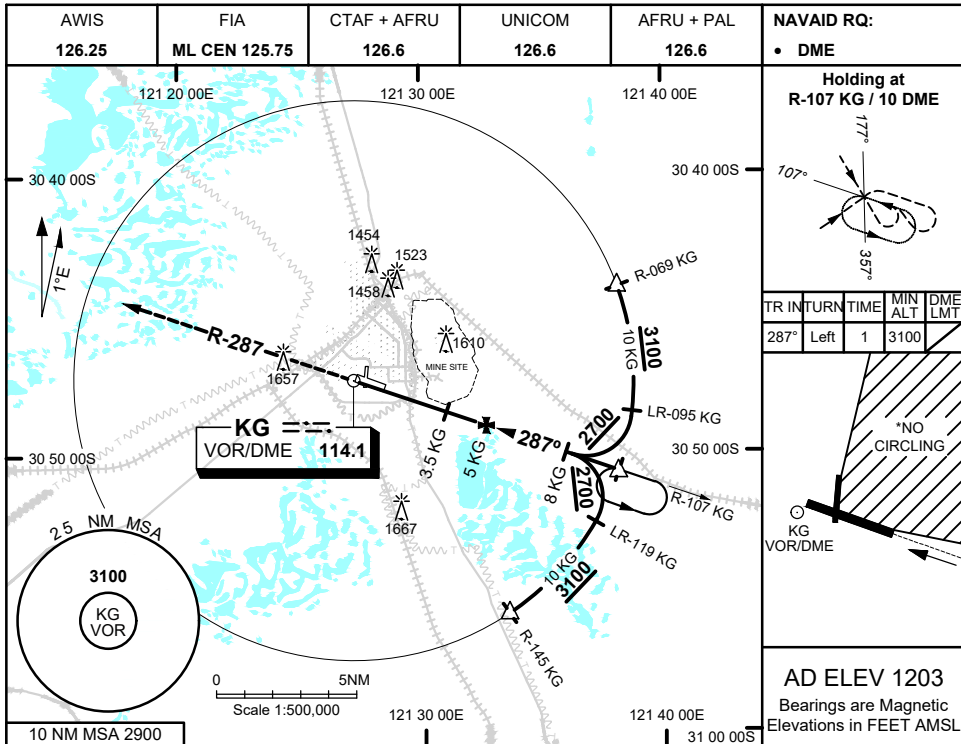 AWIS
126.25
FIA
ML CEN 125.75
CTAF + AFRU
126.6
UNICOM
126.6
AFRU + PAL
126.6
NAVAID RQ:
• DME
121 20 00E
121 30 00E
121 40 00E
30 40 00S
30 40 00S
1°E
1454
1523
1458
1610
MINE SITE
1657
R-287
R-069 KG
10 KG
3100
LR-095 KG
2700
287°
3.5 KG
5 KG
8 KG
2700
R-107 KG
LR-119 KG
10 KG
3100
R-145 KG
KG
VOR/DME 114.1
30 50 00S
30 50 00S
1667
25 NM MSA
3100
KG
VOR
10 NM MSA 2900
0 5NM
Scale 1:500,000
121 30 00E
121 40 00E
31 00 00S
Holding at
R-107 KG / 10 DME
177°
107°
357°
TR IN TURN TIME MIN ALT DME LMT
287° Left 1 3100
*NO
CIRCLING
KG
VOR/DME
AD ELEV 1203
Bearings are Magnetic
Elevations in FEET AMSL